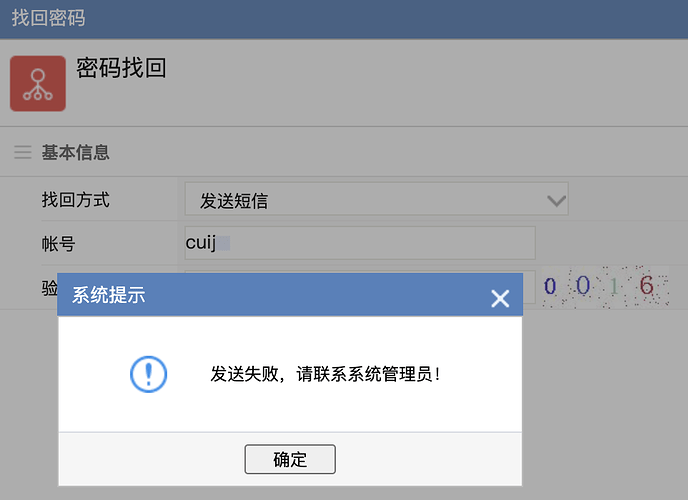 找回密码
密码找回
基本信息
找回方式
发送短信
帐号
cuij
验
0 0 1 6
系统提示
发送失败，请联系系统管理员！
确定